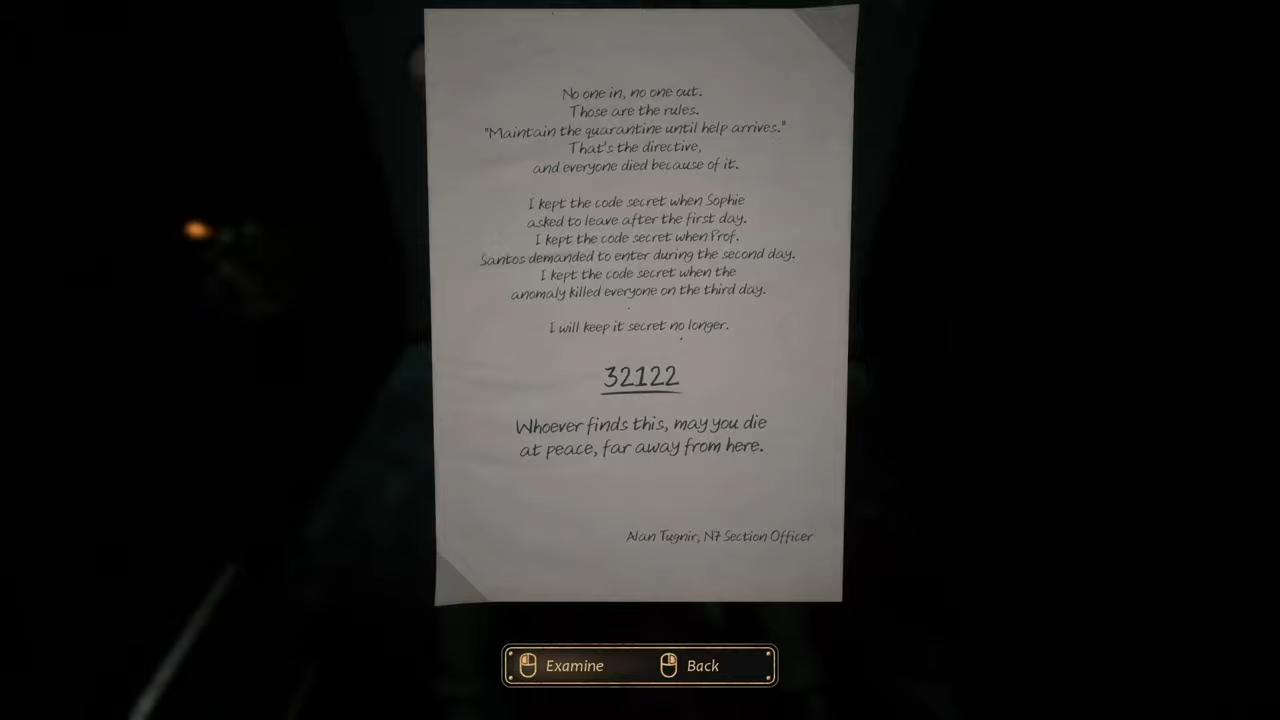 No one in, no one out.
Those are the rules.
"Maintain the quarantine until help arrives."
That's the directive,
and everyone died because of it.
I kept the code secret when Sophie
asked to leave after the first day.
I kept the code secret when Prof.
Santos demanded to enter during the second day.
I kept the code secret when the
anomaly killed everyone on the third day.
I will keep it secret no longer.
32122
Whoever finds this, may you die
at peace, far away from here.
Alan Tugnir, N7 Section Officer
Examine
Back